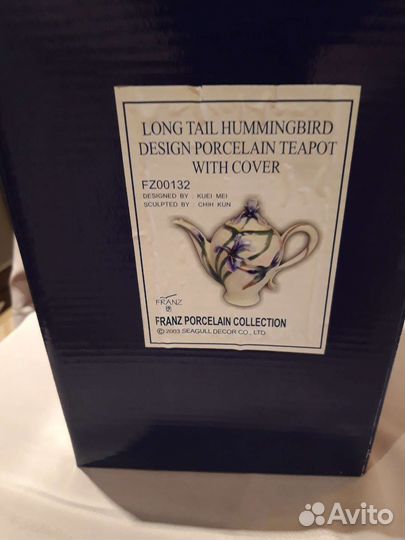 LONG TAIL HUMMINGBIRD
DESIGN PORCELAIN TEAPOT
WITH COVER
FZ00132
DESIGNED BY : KUEI MEI
SCULPTED BY : CHIH KUN
FRANZ
FRANZ PORCELAIN COLLECTION
© 2003 SEAGULL DECOR CO., LTD.
Avito